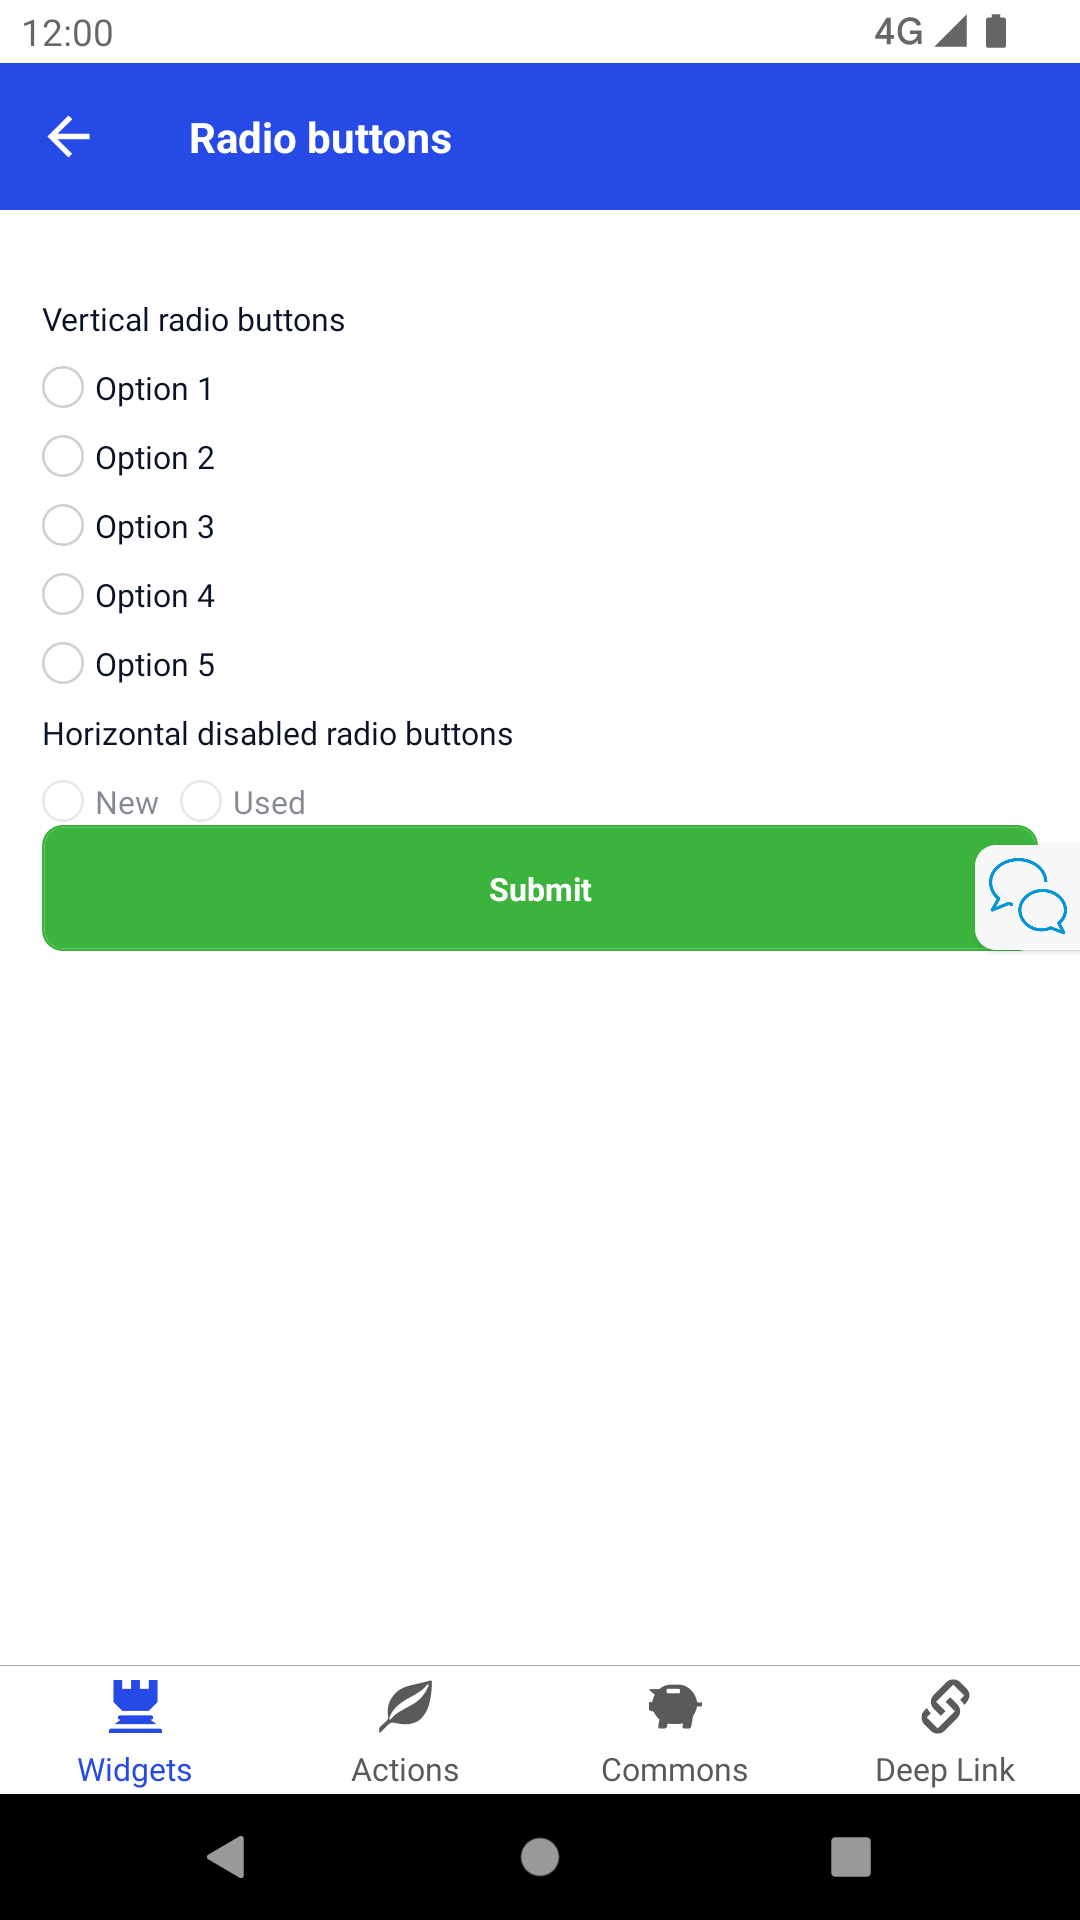 12:00 4G
Radio buttons
Vertical radio buttons
Option 1
Option 2
Option 3
Option 4
Option 5
Horizontal disabled radio buttons
New Used
Submit
Widgets Actions Commons Deep Link